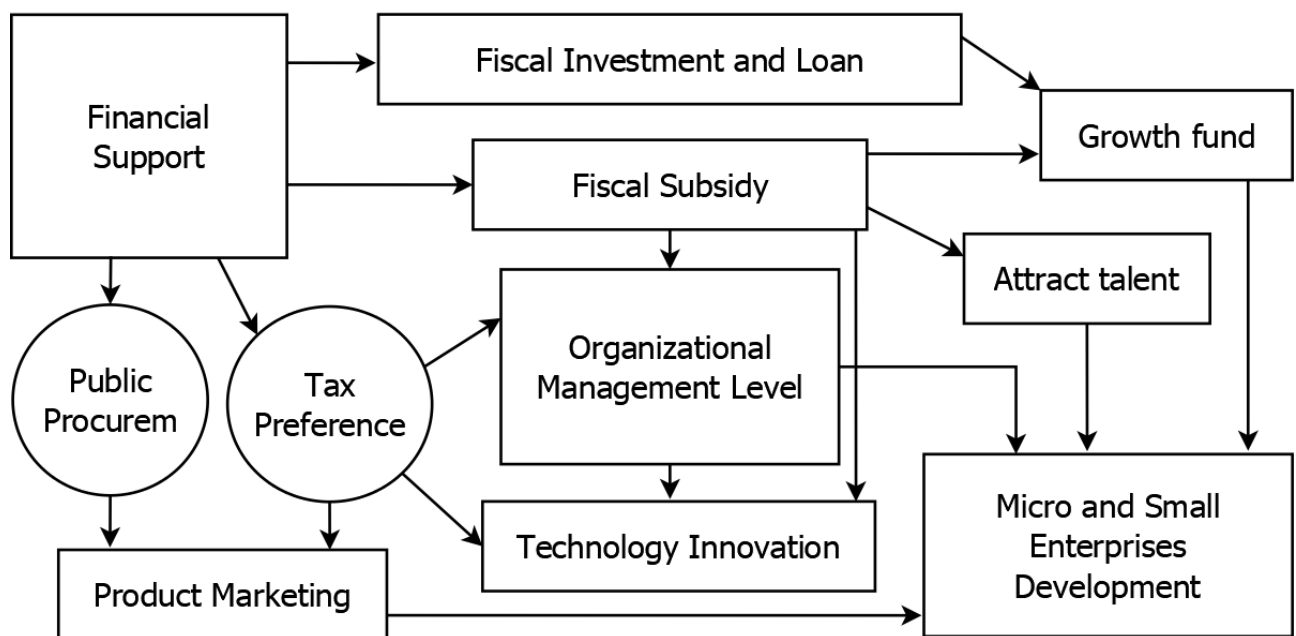 Fiscal Investment and Loan
Financial
Support
Growth fund
Fiscal Subsidy
Attract talent
Organizational
Management Level
Public
Procurem
Tax
Preference
Technology Innovation
Micro and Small
Enterprises
Development
Product Marketing